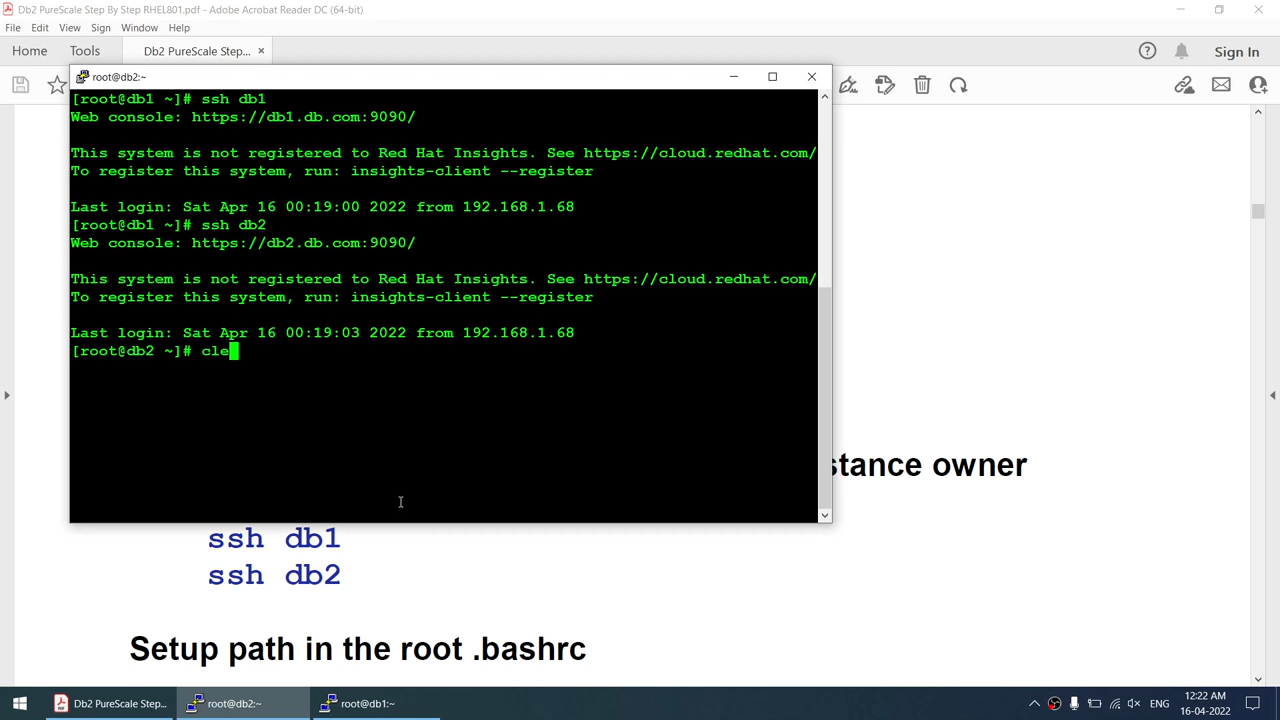 Db2 PureScale Step By Step RHEL801.pdf - Adobe Acrobat Reader DC (64-bit)
File Edit View Sign Window Help
Home Tools Db2 PureScale Step... × Sign In
root@db2:~
[root@db1 ~]# ssh db1
Web console: https://db1.db.com:9090/
This system is not registered to Red Hat Insights. See https://cloud.redhat.com/
To register this system, run: insights-client --register
Last login: Sat Apr 16 00:19:00 2022 from 192.168.1.68
[root@db1 ~]# ssh db2
Web console: https://db2.db.com:9090/
This system is not registered to Red Hat Insights. See https://cloud.redhat.com/
To register this system, run: insights-client --register
Last login: Sat Apr 16 00:19:03 2022 from 192.168.1.68
[root@db2 ~]# cle
stance owner
ssh db1
ssh db2
Setup path in the root .bashrc
Db2 PureScale Step... root@db2:~ root@db1:~ ENG 12:22 AM
16-04-2022